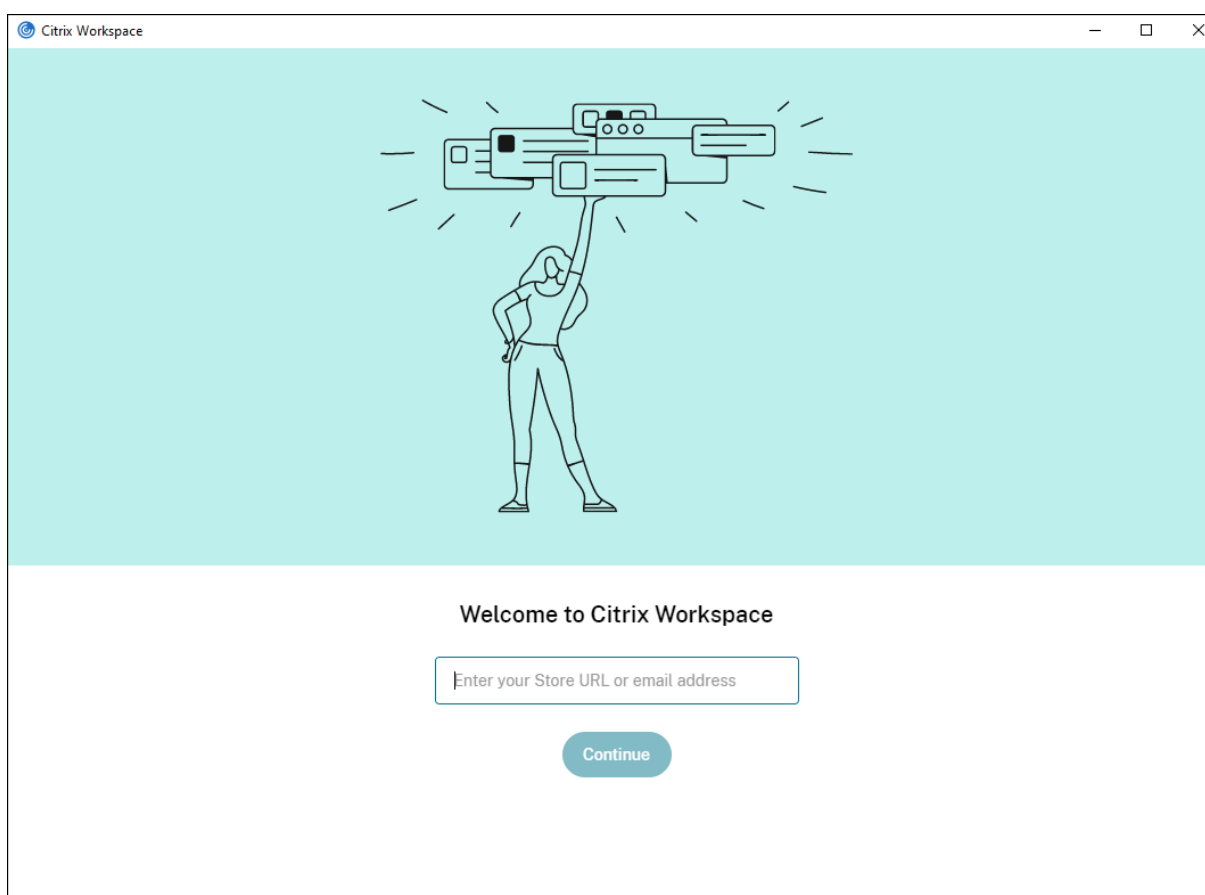 Citrix Workspace
Welcome to Citrix Workspace
Enter your Store URL or email address
Continue